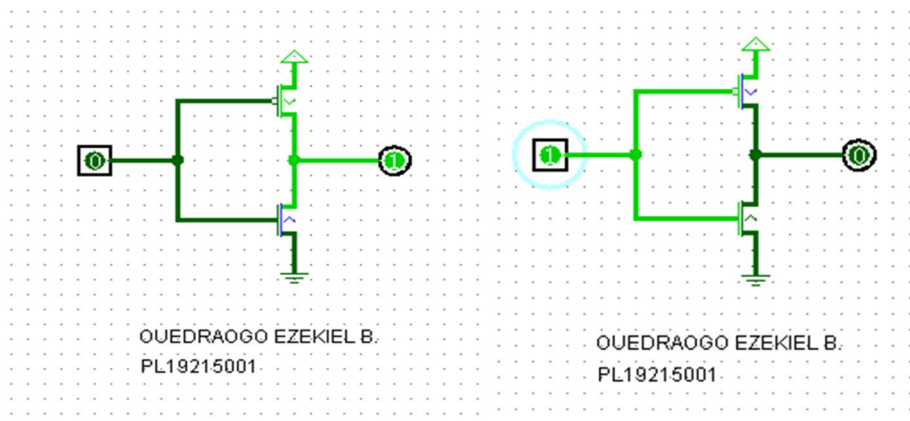 0
1
OUEDRAOGO EZEKIEL B.
PL19215001
1
0
OUEDRAOGO EZEKIEL B.
PL19215001